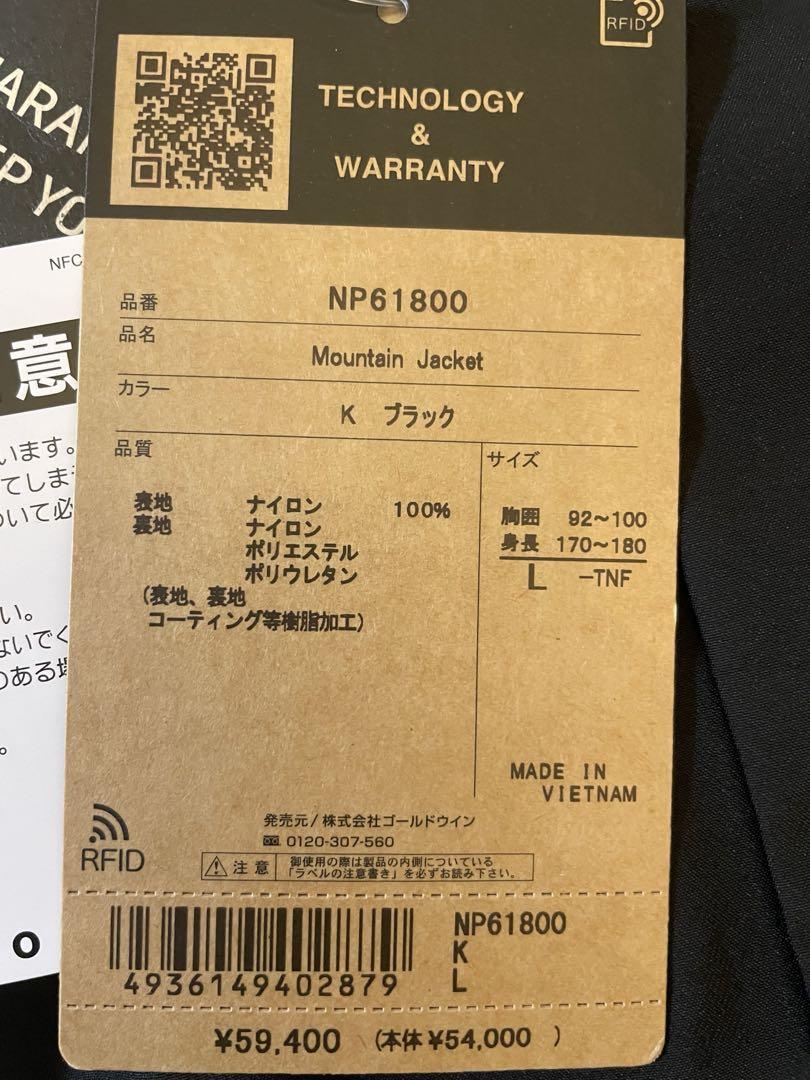 RFID
TECHNOLOGY
&
WARRANTY
NFC
意
品番 NP61800
品名
Mountain Jacket
カラー
K ブラック
品質
表地 ナイロン 100%
裏地 ナイロン
ポリエステル
ポリウレタン
(表地、裏地
コーティング等樹脂加工)
サイズ
胸囲 92~100
身長 170~180
L -TNF
MADE IN
VIETNAM
います。
てしま
ついて必
い。
ないでく
のある場
。
RFID
発売元/株式会社ゴールドウイン
0120-307-560
注意
御使用の際は製品の内側についている
「ラベルの注意書き」を必ずお読み下さい。
4936149402879
NP61800
K
L
¥59,400 (本体¥54,000 )